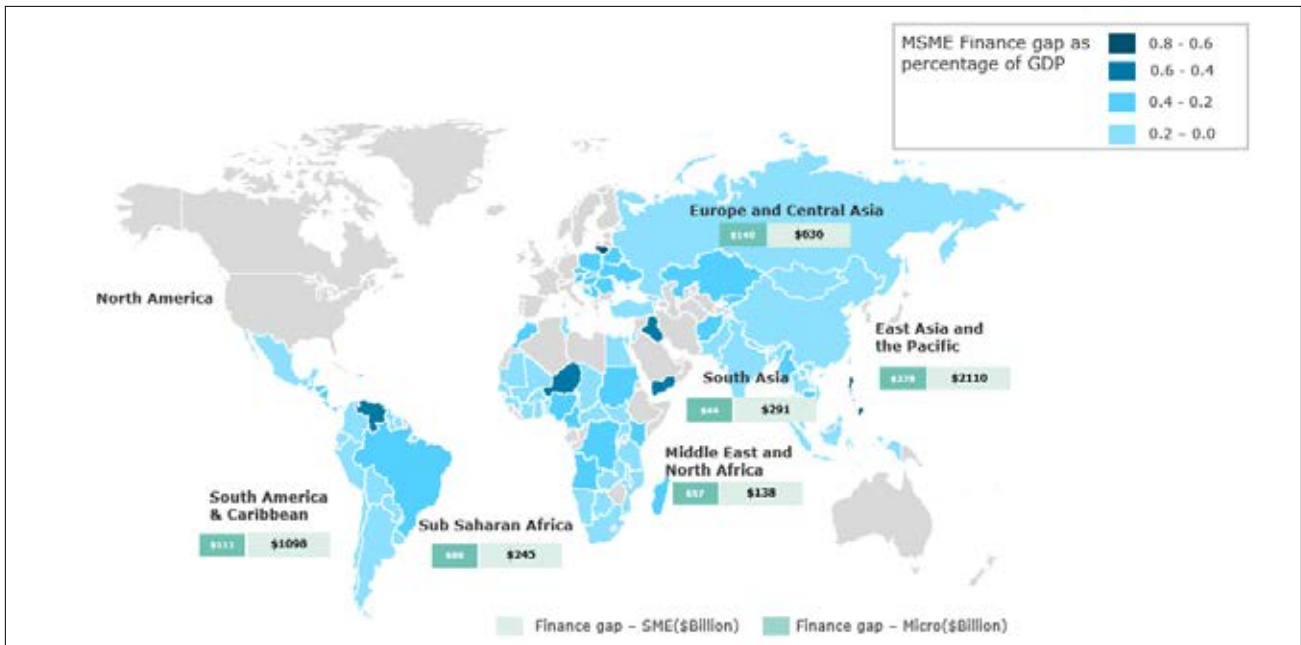 MSME Finance gap as
percentage of GDP
0.8 - 0.6
0.6 - 0.4
0.4 - 0.2
0.2 - 0.0
Europe and Central Asia
$140 $636
North America
East Asia and
the Pacific
$2110
South Asia
$291
Middle East and
North Africa
$57 $138
South America
& Caribbean
$1098
Sub Saharan Africa
$245
Finance gap - SME($Billion)
Finance gap - Micro($Billion)